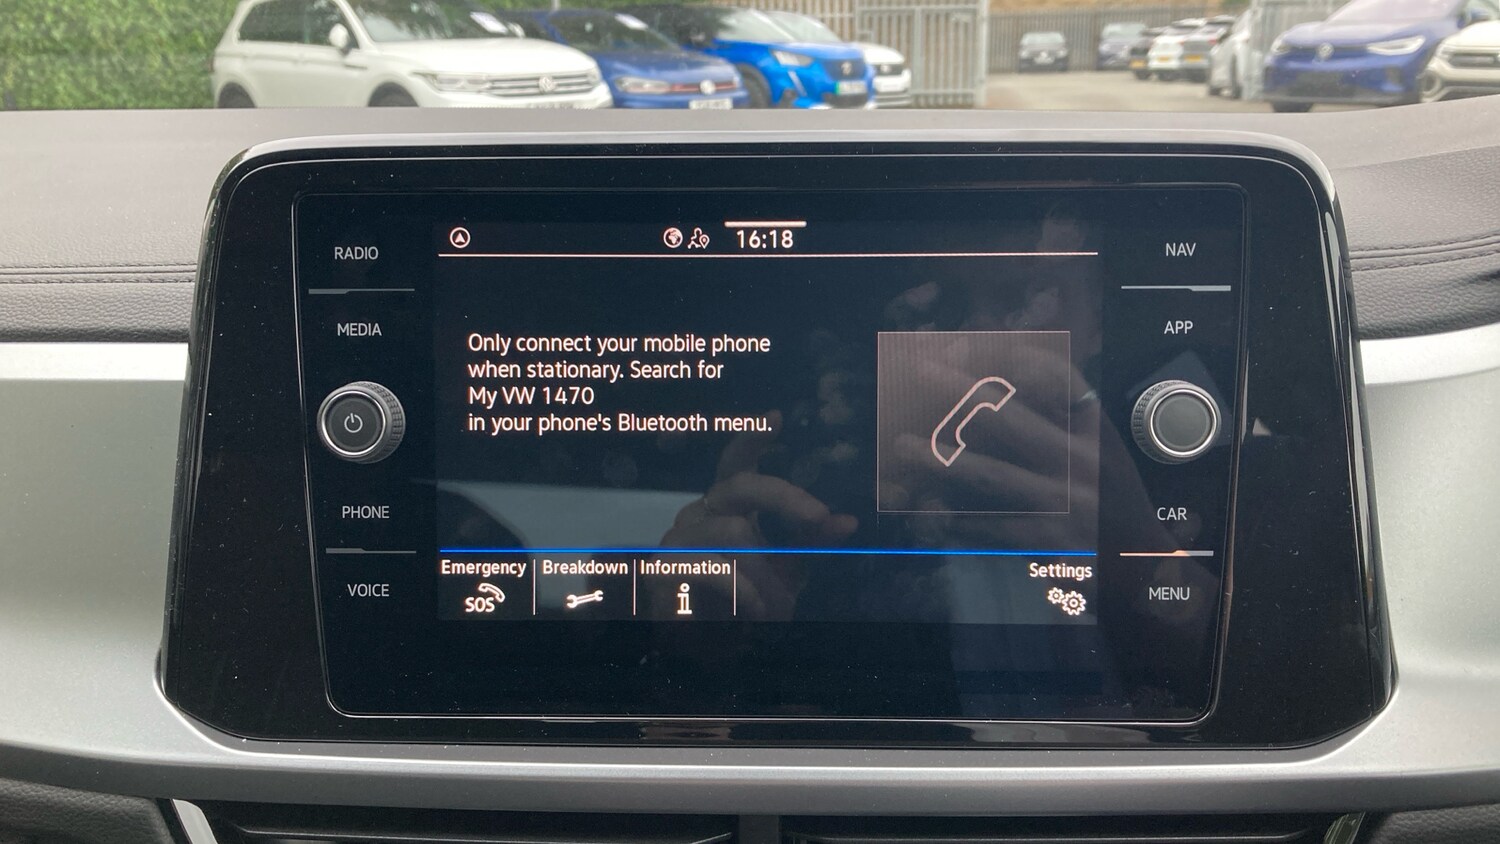 RADIO
MEDIA
PHONE
VOICE
16:18
Only connect your mobile phone
when stationary. Search for
My VW 1470
in your phone's Bluetooth menu.
Emergency
SOS
Breakdown
Information
i
Settings
NAV
APP
CAR
MENU